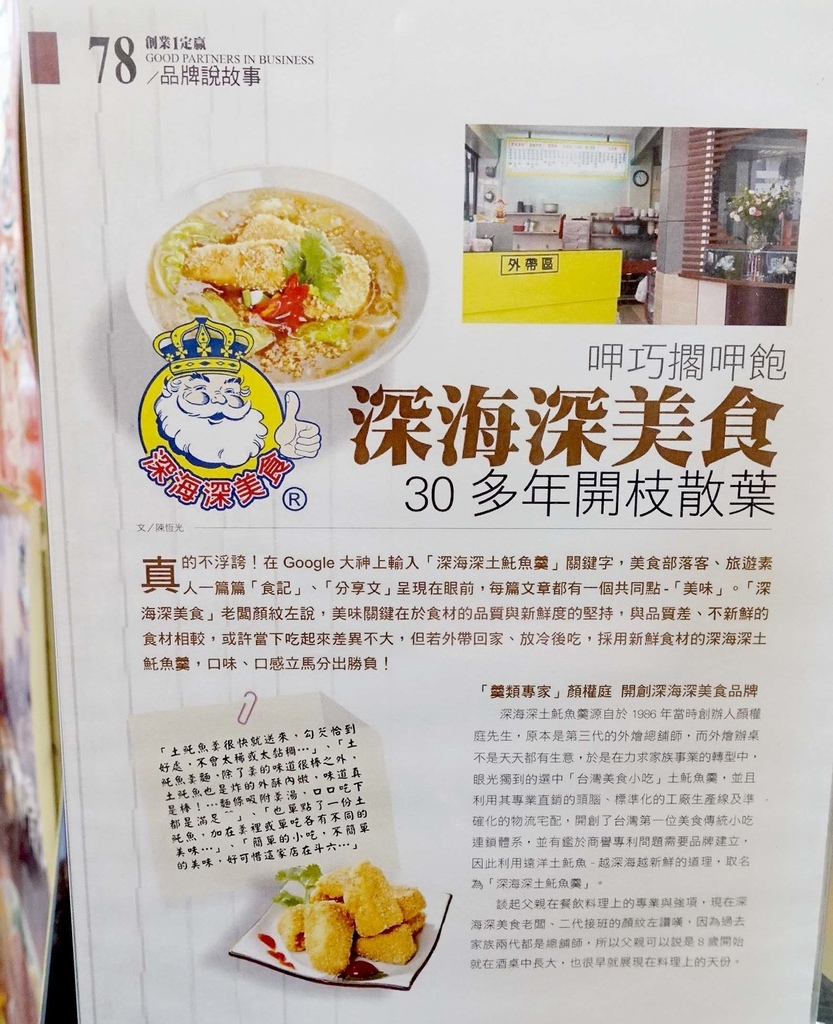 78
創業1定贏
GOOD PARTNERS IN BUSINESS
／品牌說故事
外帶區
深海深美食
®
呷巧擱呷飽
深海深美食
30 多年開枝散葉
文／陳恆光
真的不浮誇！在 Google 大神上輸入「深海深土魠魚羹」關鍵字，美食部落客、旅遊素
人一篇篇「食記」、「分享文」呈現在眼前，每篇文章都有一個共同點 -「美味」。「深
海深美食」老闆顏紋左說，美味關鍵在於食材的品質與新鮮度的堅持，與品質差、不新鮮的
食材相較，或許當下吃起來差異不大，但若外帶回家、放冷後吃，採用新鮮食材的深海深土
魠魚羹，口味、口感立馬分出勝負！
「土魠魚羹很快就送來，勾芡恰到
好處，不會太稀或太黏稠…」、「土
魠魚羹麵，除了羹的味道很棒之外，
土魠魚也是炸的外酥內嫩，味道真
是棒！…麵條吸附羹湯，口口吃下
都是滿足」、「也單點了一份土
魠魚，加在羹裡或單吃各有不同的
美味…」、「簡單的小吃，不簡單
的美味，好可惜這家店在斗六…」
「羹類專家」顏權庭 開創深海深美食品牌
深海深土魠魚羹源自於 1986 年當時創辦人顏權
庭先生，原本是第三代的外燴總舖師，而外燴辦桌
不是天天都有生意，於是在力求家族事業的轉型中，
眼光獨到的選中「台灣美食小吃」土魠魚羹，並且
利用其專業直銷的頭腦、標準化的工廠生產線及準
確化的物流宅配，開創了台灣第一位美食傳統小吃
連鎖體系，並有鑑於商譽專利問題需要品牌建立，
因此利用遠洋土魠魚 - 越深海越新鮮的道理，取名
為「深海深土魠魚羹」。
談起父親在餐飲料理上的專業與強項，現在深
海深美食老闆、二代接班的顏紋左讚嘆，因為過去
家族兩代都是總舖師，所以父親可以說是 8 歲開始
就在酒桌中長大，也很早就展現在料理上的天份。